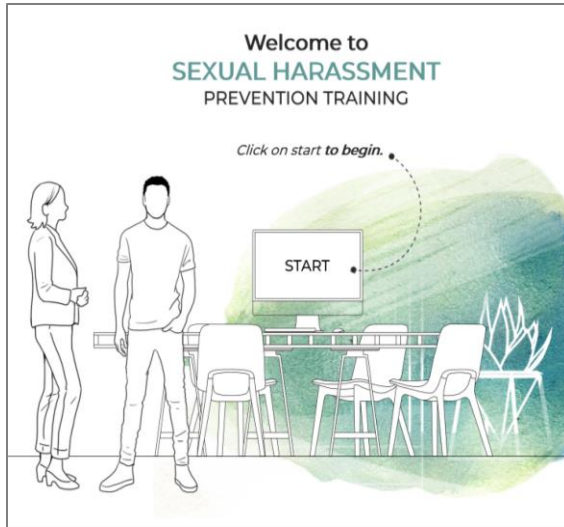 Welcome to
SEXUAL HARASSMENT
PREVENTION TRAINING
Click on start to begin.
START